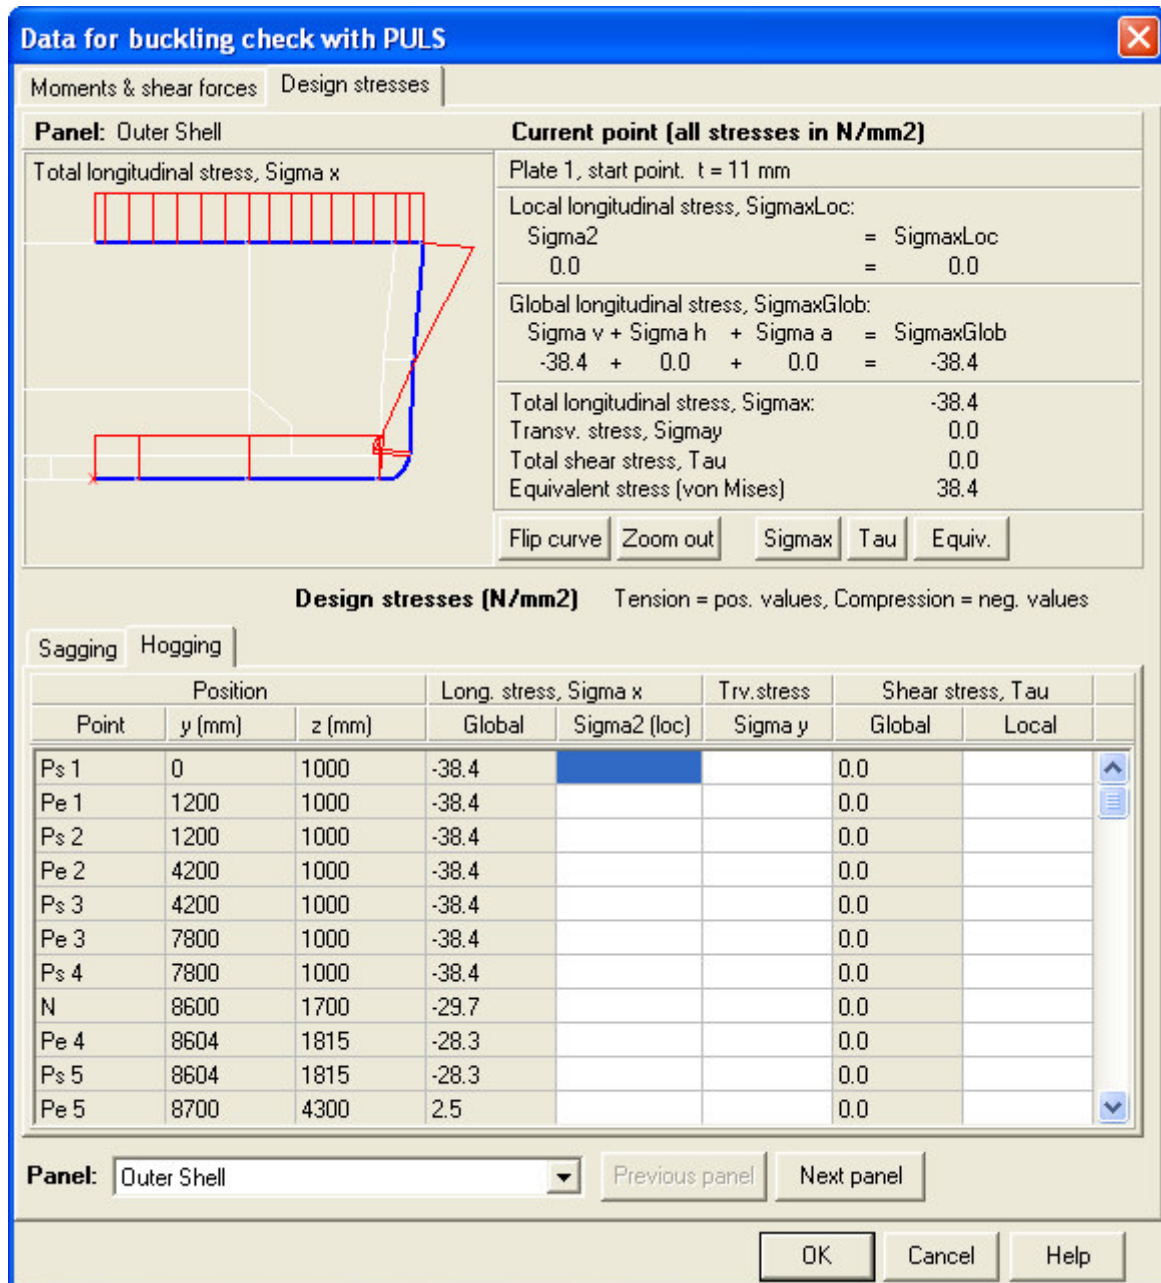 Data for buckling check with PULS
Moments & shear forces Design stresses
Panel: Outer Shell
Total longitudinal stress, Sigma x
Current point (all stresses in N/mm2)
Plate 1, start point. t = 11 mm
Local longitudinal stress, SigmaxLoc:
Sigma2 = SigmaxLoc
0.0 = 0.0
Global longitudinal stress, SigmaxGlob:
Sigma v + Sigma h + Sigma a = SigmaxGlob
-38.4 + 0.0 + 0.0 = -38.4
Total longitudinal stress, Sigmax: -38.4
Transv. stress, Sigmay 0.0
Total shear stress, Tau 0.0
Equivalent stress (von Mises) 38.4
Flip curve Zoom out Sigmax Tau Equiv.
Design stresses (N/mm2) Tension = pos. values, Compression = neg. values
Sagging Hogging
Position Long. stress, Sigma x Trv.stress Shear stress, Tau
Point y (mm) z (mm) Global Sigma2 (loc) Sigma y Global Local
Ps 1 0 1000 -38.4 0.0
Pe 1 1200 1000 -38.4 0.0
Ps 2 1200 1000 -38.4 0.0
Pe 2 4200 1000 -38.4 0.0
Ps 3 4200 1000 -38.4 0.0
Pe 3 7800 1000 -38.4 0.0
Ps 4 7800 1000 -38.4 0.0
N 8600 1700 -29.7 0.0
Pe 4 8604 1815 -28.3 0.0
Ps 5 8604 1815 -28.3 0.0
Pe 5 8700 4300 2.5 0.0
Panel: Outer Shell Previous panel Next panel
OK Cancel Help